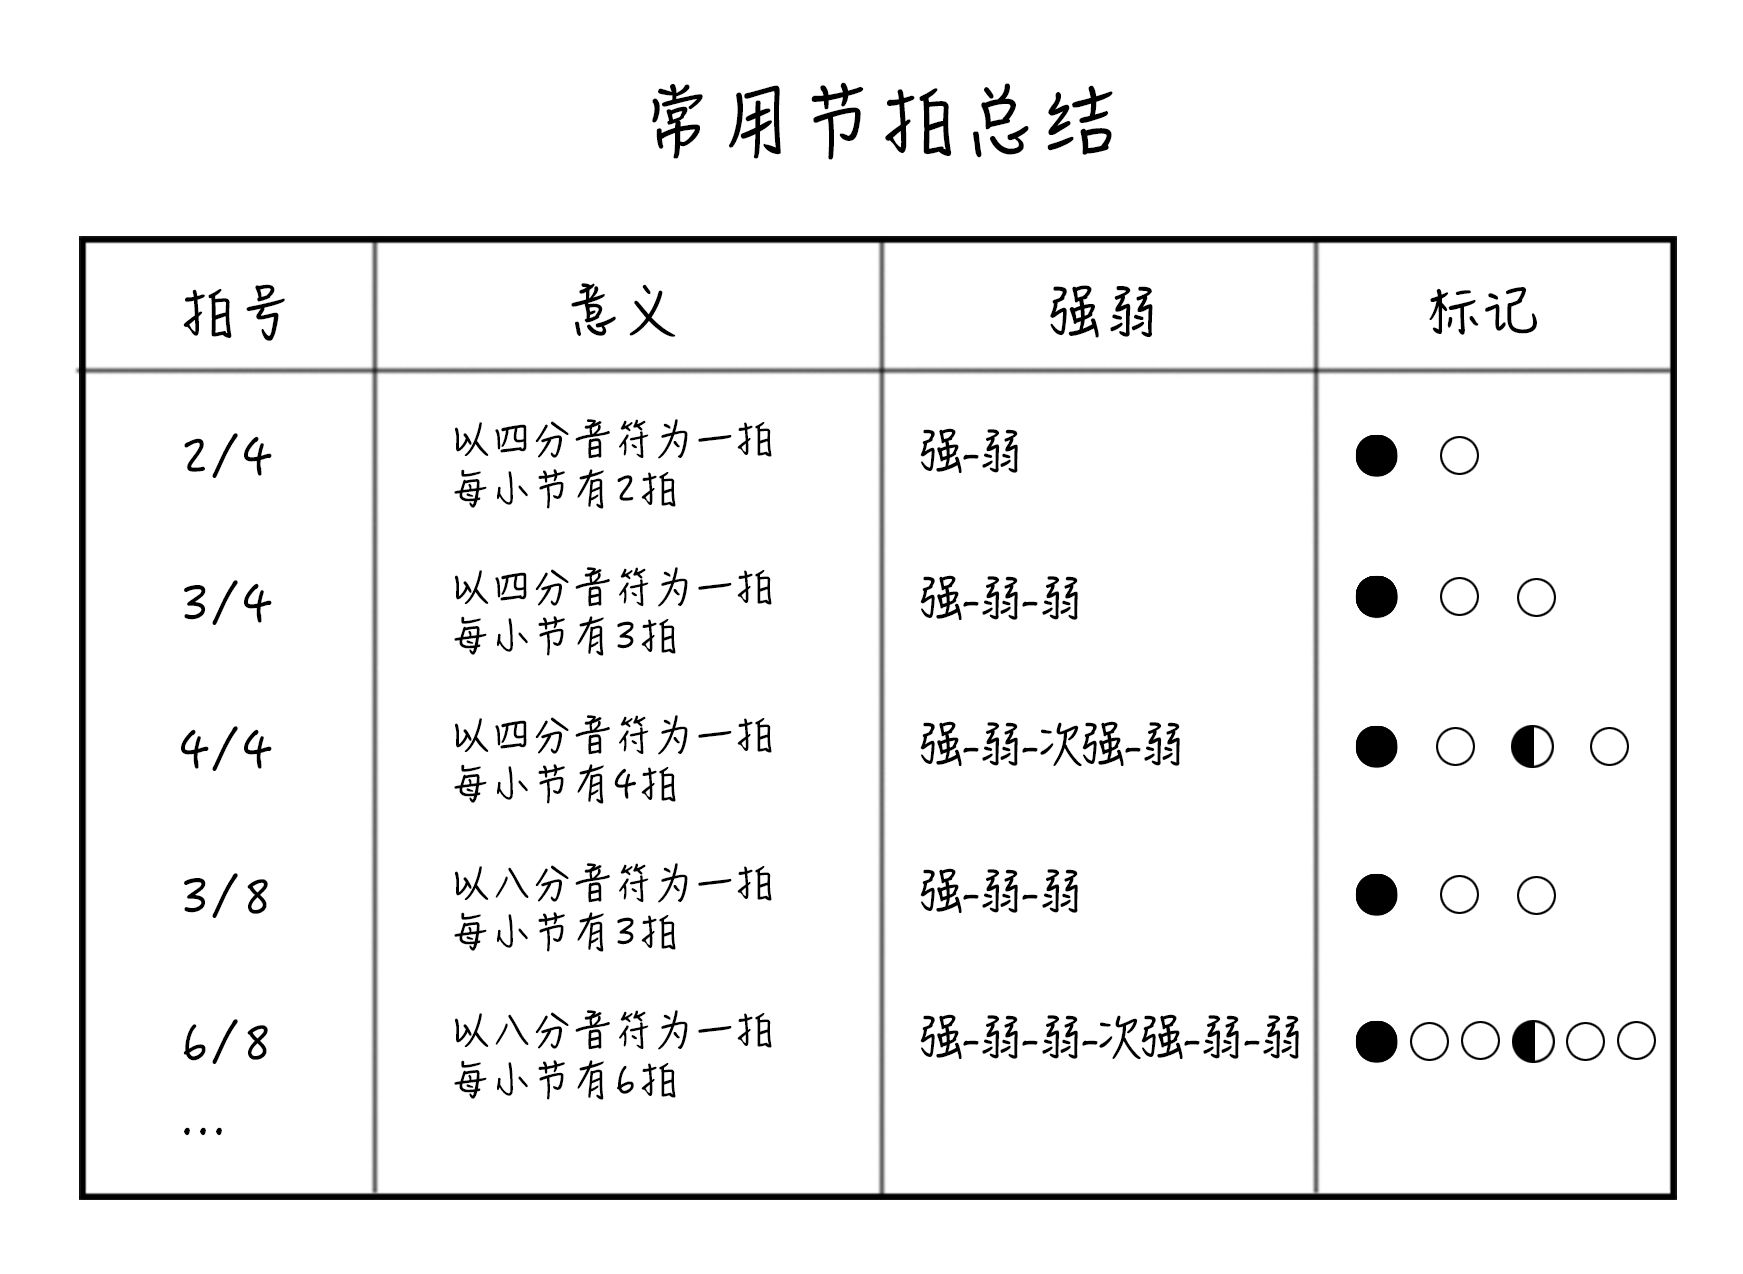 常用节拍总结
拍号 意义 强弱 标记
2/4 以四分音符为一拍 强-弱
每小节有2拍
3/4 以四分音符为一拍 强-弱-弱
每小节有3拍
4/4 以四分音符为一拍 强-弱-次强-弱
每小节有4拍
3/8 以八分音符为一拍 强-弱-弱
每小节有3拍
6/8 以八分音符为一拍 强-弱-弱-次强-弱-弱
每小节有6拍
...